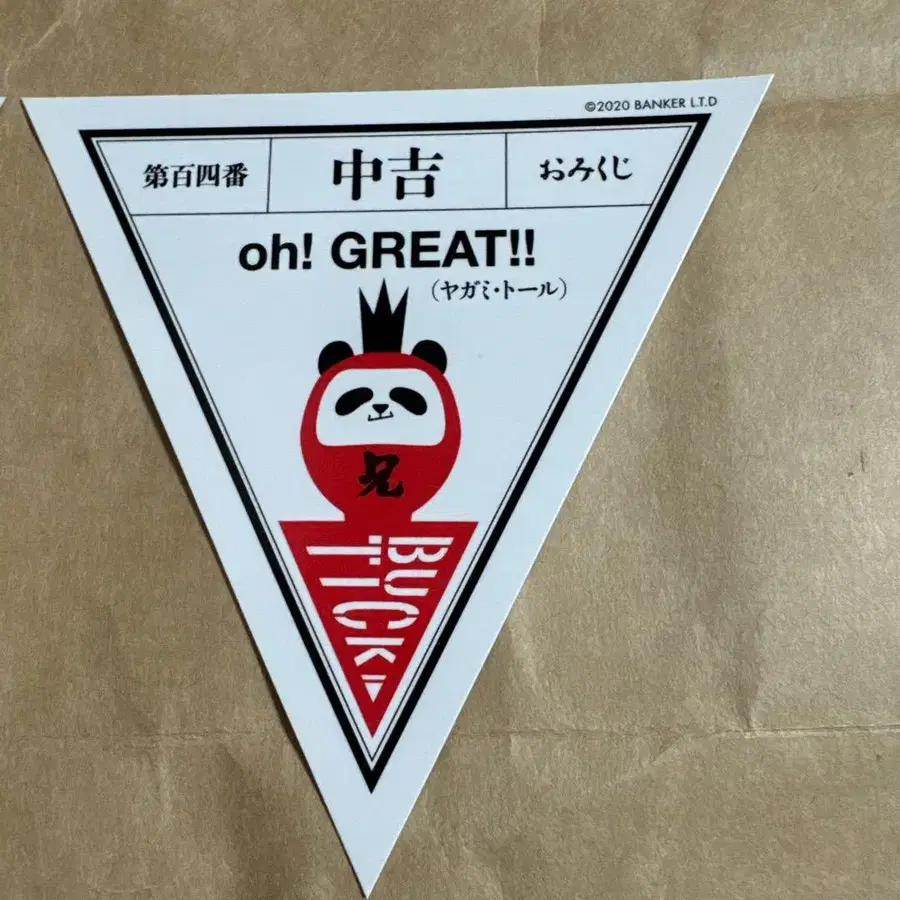 ©2020 BANKER L.T.D
第百四番
中吉
おみくじ
oh! GREAT!!
(ヤガミ・トール)
兄
BUCK
TICK